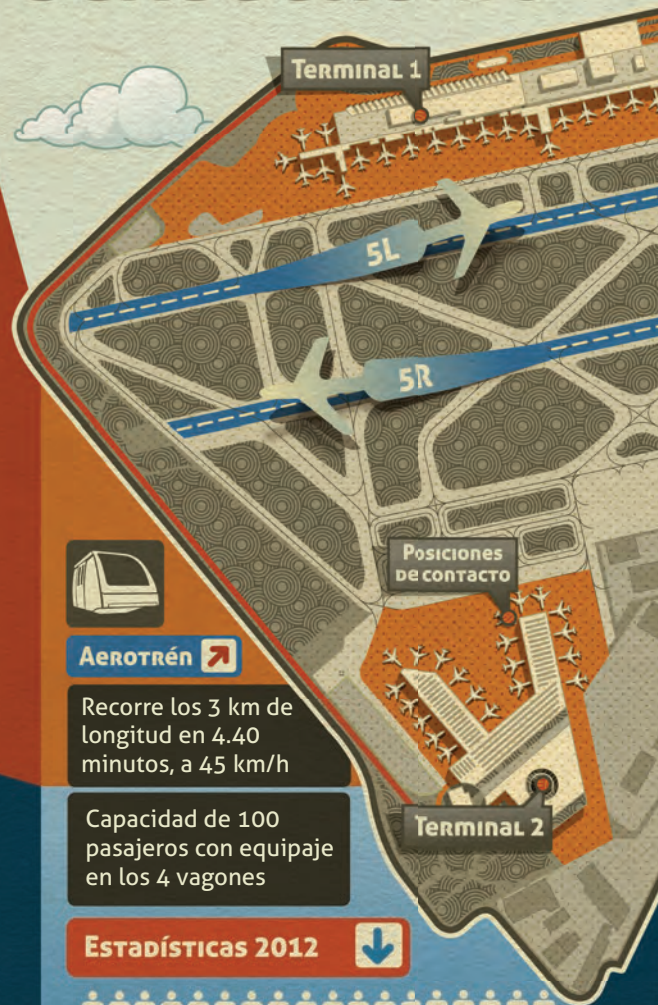 Terminal 1
5L
5R
Posiciones
de contacto
Aerotrén
Recorre los 3 km de
longitud en 4.40
minutos, a 45 km/h
Terminal 2
Capacidad de 100
pasajeros con equipaje
en los 4 vagones
Estadísticas 2012